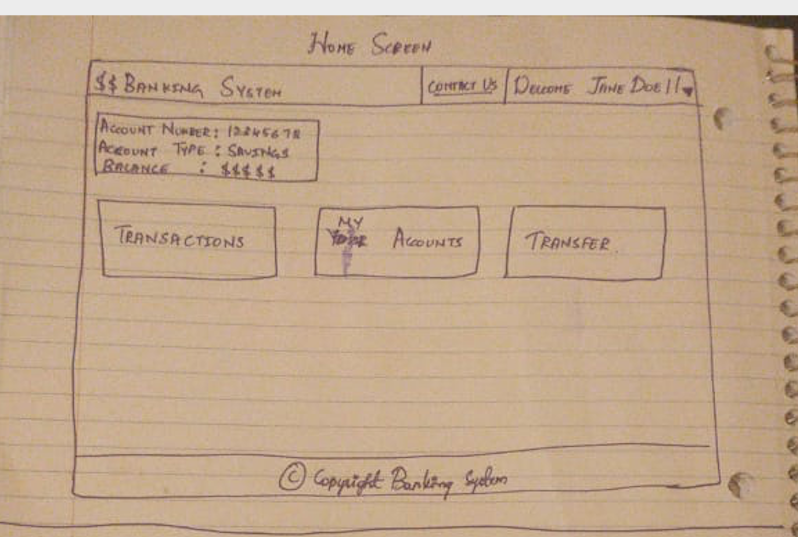 HOME SCREEN
$$ BANKING SYSTEM CONTACT US WELCOME JANE DOE!!
ACCOUNT NUMBER: 12345678
ACCOUNT TYPE : SAVINGS
BALANCE : $$$$$
TRANSACTIONS MY ACCOUNTS TRANSFER
© Copyright Banking System